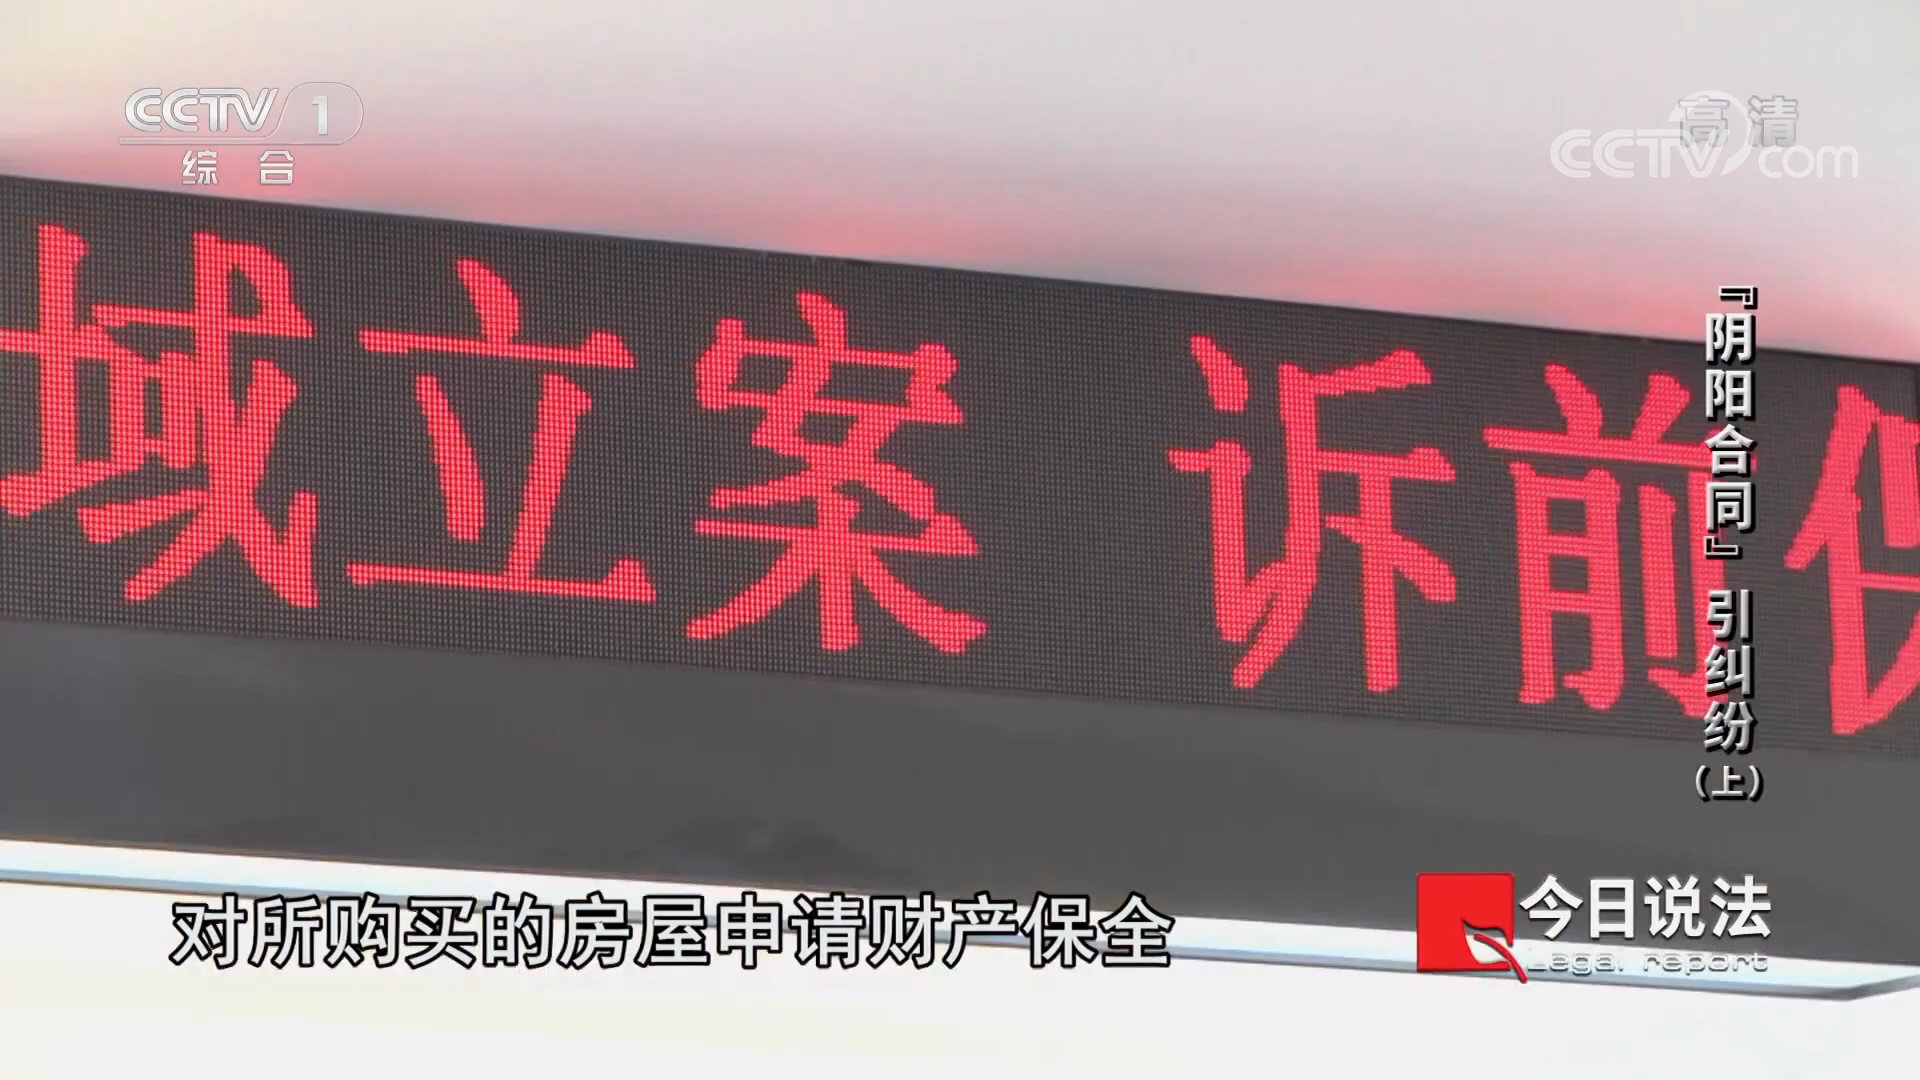 CCTV 1
综合
高清
CCTV.com
域立案 诉前
『阴阳合同』引纠纷
（上）
对所购买的房屋申请财产保全
今日说法
Legal report